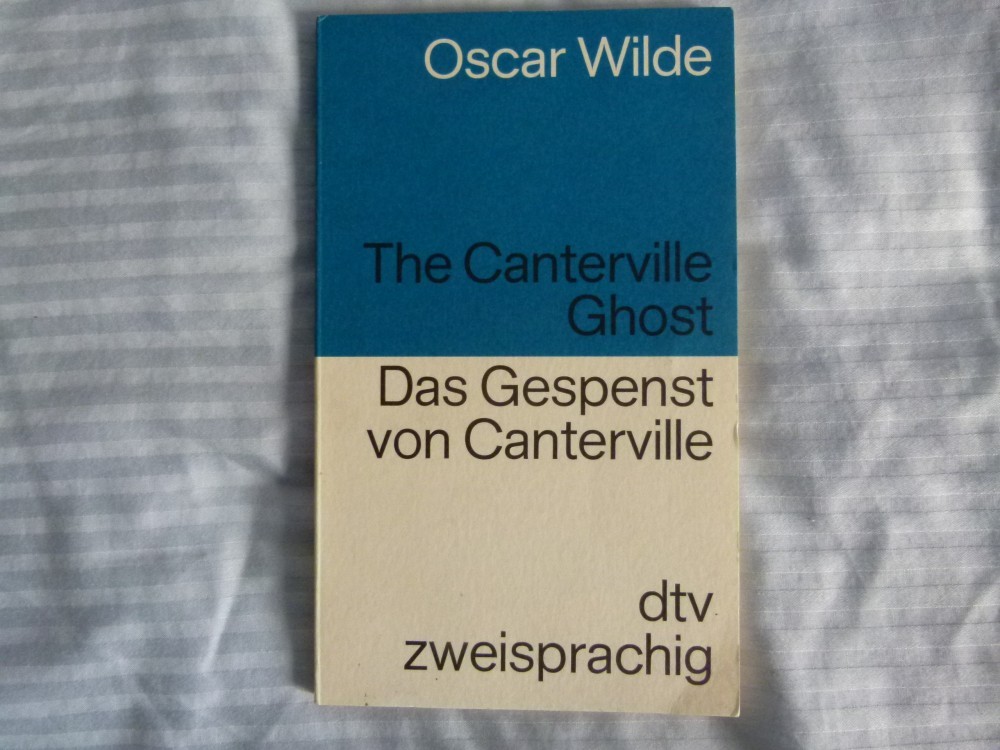 Oscar Wilde
The Canterville
Ghost
Das Gespenst
von Canterville
dtv
zweisprachig